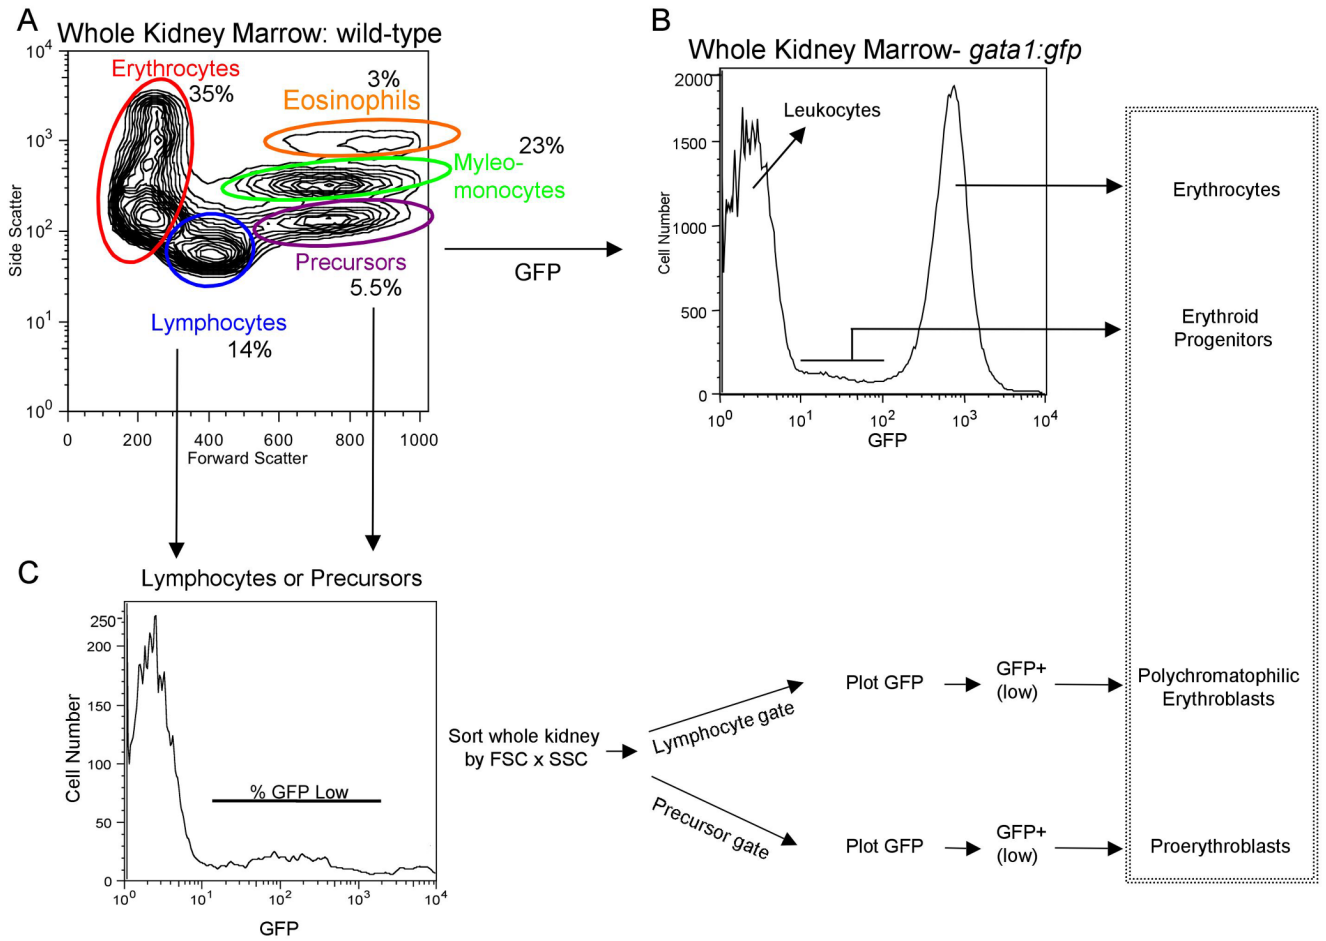 A
Whole Kidney Marrow: wild-type
10^4
10^3
10^2
10^1
10^0
Side Scatter
Erythrocytes
35%
3%
Eosinophils
23%
Myleo-
monocytes
Precursors
5.5%
Lymphocytes
14%
0 200 400 600 800 1000
Forward Scatter
GFP
B
Whole Kidney Marrow- gata1:gfp
2000
1500
1000
500
0
Cell Number
Leukocytes
10^0 10^1 10^2 10^3 10^4
GFP
Erythrocytes
Erythroid
Progenitors
Polychromatophilic
Erythroblasts
Proerythroblasts
C
Lymphocytes or Precursors
250
200
150
100
50
0
Cell Number
% GFP Low
10^0 10^1 10^2 10^3 10^4
GFP
Sort whole kidney
by FSC x SSC
Lymphocyte gate
Plot GFP
GFP+
(low)
Precursor gate
Plot GFP
GFP+
(low)